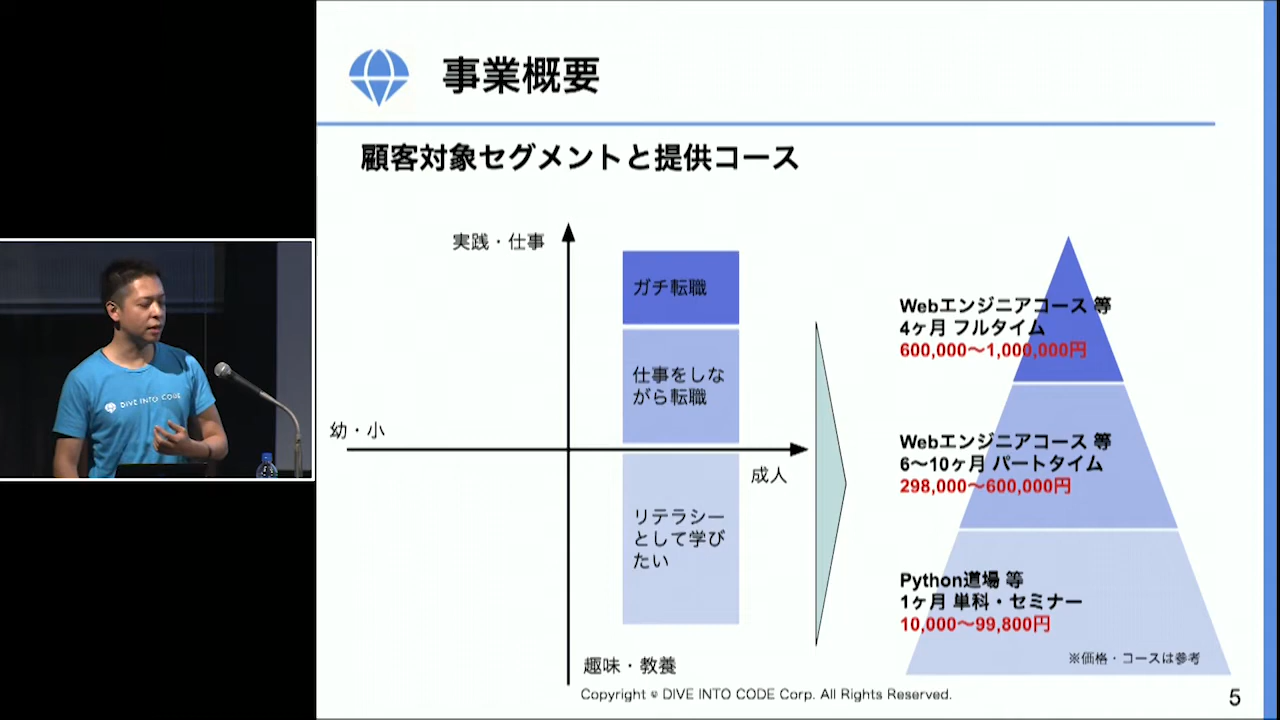 事業概要
顧客対象セグメントと提供コース
実践・仕事
ガチ転職
仕事をしな
がら転職
幼・小
成人
リテラシー
として学び
たい
趣味・教養
Webエンジニアコース 等
4ヶ月 フルタイム
600,000〜1,000,000円
Webエンジニアコース 等
6〜10ヶ月 パートタイム
298,000〜600,000円
Python道場 等
1ヶ月 単科・セミナー
10,000〜99,800円
※価格・コースは参考
Copyright © DIVE INTO CODE Corp. All Rights Reserved.
5
DIVE INTO CODE